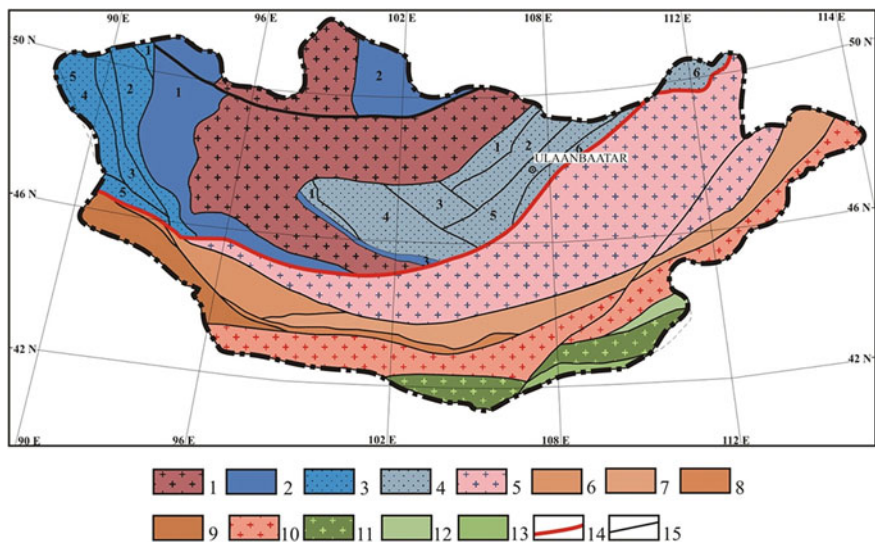 90 E 96 E 102 E 108 E 114 E
50 N 50 N
1
5 2 2 6
4 1
1 2 6
ULAANBAATAR
3 1
46 N 5 4 3 5 46 N
3
42 N 42 N
90 E 96 E 102 E 108 E 112 E
1 2 3 4 5 6 7 8
9 10 11 12 13 14 15